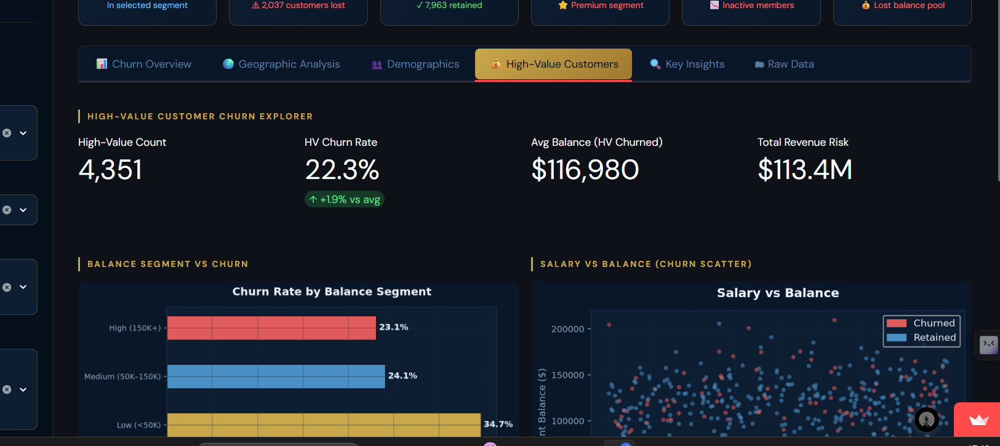 In selected segment
⚠ 2,037 customers lost
✓ 7,963 retained
⭐ Premium segment
📉 Inactive members
💰 Lost balance pool
📊 Churn Overview
🌍 Geographic Analysis
👥 Demographics
💰 High-Value Customers
🔍 Key Insights
Raw Data
HIGH-VALUE CUSTOMER CHURN EXPLORER
High-Value Count
4,351
HV Churn Rate
22.3%
↑ +1.9% vs avg
Avg Balance (HV Churned)
$116,980
Total Revenue Risk
$113.4M
BALANCE SEGMENT VS CHURN
Churn Rate by Balance Segment
High (150K+)
23.1%
Medium (50K–150K)
24.1%
Low (<50K)
34.7%
SALARY VS BALANCE (CHURN SCATTER)
Salary vs Balance
Churned
Retained
200000
150000
100000
Balance ($)